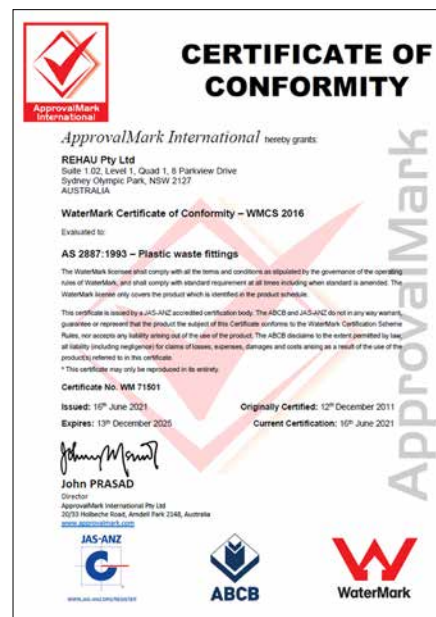 ApprovalMark
International
CERTIFICATE OF
CONFORMITY
ApprovalMark International hereby grants:
REHAU Pty Ltd
Suite 1.02, Level 1, Quad 1, 8 Parkview Drive
Sydney Olympic Park, NSW 2127
AUSTRALIA
WaterMark Certificate of Conformity – WMCS 2016
Evaluated to:
AS 2887:1993 – Plastic waste fittings
The WaterMark licensee shall comply with all the terms and conditions as stipulated by the governance of the operating
rules of WaterMark, and shall comply with standard requirement at all times including when standard is amended. The
WaterMark license only covers the product which is identified in the product schedule.
This certificate is issued by a JAS-ANZ accredited certification body. The ABCB and JAS-ANZ do not in any way warrant,
guarantee or represent that the product the subject of this Certificate conforms to the WaterMark Certification Scheme
Rules, nor accepts any liability arising out of the use of the product. The ABCB disclaims to the extent permitted by law,
all liability (including negligence) for claims of losses, expenses, damages and costs arising as a result of the use of the
product(s) referred to in this certificate.
* This certificate may only be reproduced in its entirety.
Certificate No. WM 71501
Issued: 16th June 2021 Originally Certified: 12th December 2011
Expires: 13th December 2025 Current Certification: 16th June 2021
John PRASAD
Director
ApprovalMark International Pty Ltd
20/33 Holbeche Road, Arndell Park 2148, Australia
www.approvalmark.com
ApprovalMark
JAS-ANZ
WWW.JAS-ANZ.ORG/REGISTER
ABCB
WaterMark